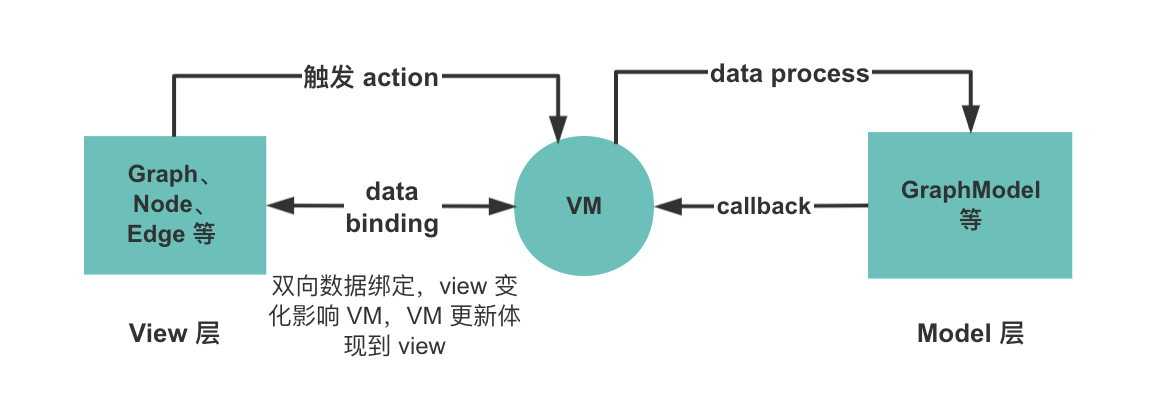 触发 action
data process
Graph、
Node、
Edge 等
data
binding
VM
callback
GraphModel
等
双向数据绑定，view 变
化影响 VM，VM 更新体
现到 view
View 层
Model 层